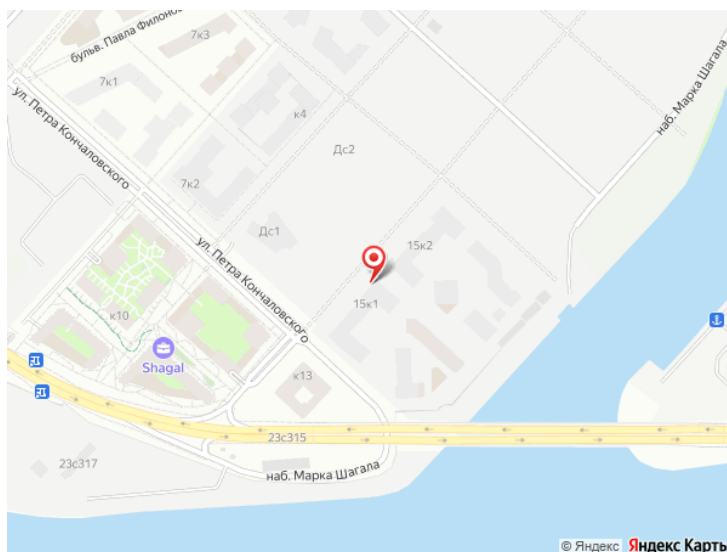 7к3
бульв. Павла Филоно
7к1
наб. Марка Шагала
ул. Петра Кончаловского
к4
Дс2
7к2
Дс1
15к2
ул. Петра Кончаловского
15к1
к10
Shagal
к13
23с315
23с317
наб. Марка Шагала
© Яндекс Яндекс Карты